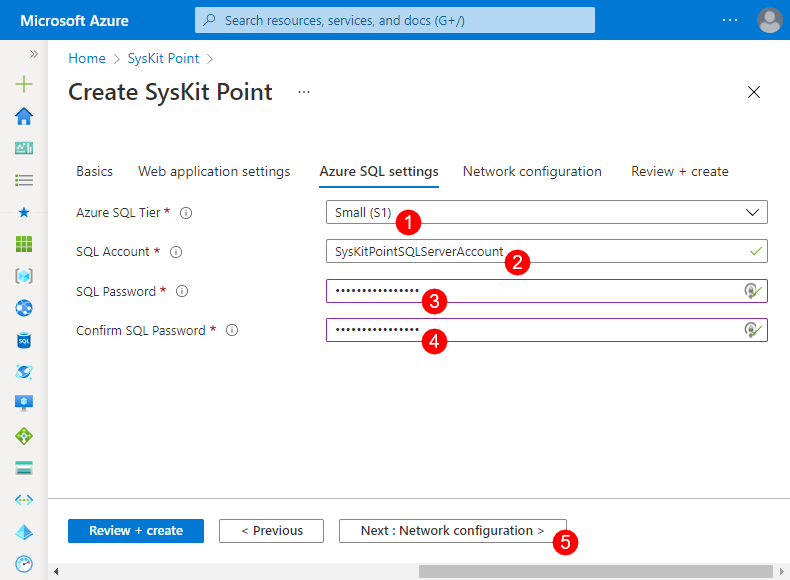 Microsoft Azure
Search resources, services, and docs (G+/)
...
»
Home > SysKit Point >
Create SysKit Point ...
Basics Web application settings Azure SQL settings Network configuration Review + create
Azure SQL Tier * Small (S1)
1
SQL Account * SysKitPointSQLServerAccount
2
SQL Password * ••••••••••••••••
3
Confirm SQL Password * ••••••••••••••••
4
SQL
Review + create < Previous Next : Network configuration >
5